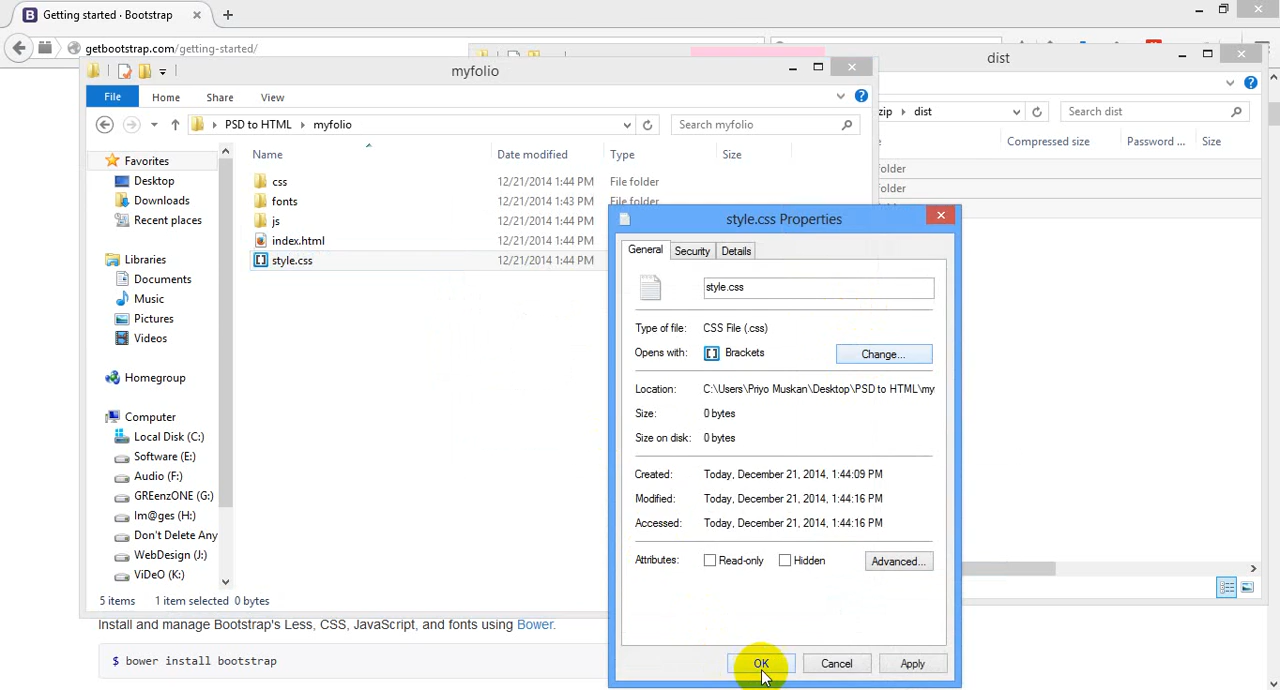 Getting started · Bootstrap
getbootstrap.com/getting-started/
myfolio
dist
File Home Share View
PSD to HTML myfolio
Search myfolio
zip dist
Search dist
Name Date modified Type Size
Compressed size Password ... Size
Favorites
Desktop
Downloads
Recent places
Libraries
Documents
Music
Pictures
Videos
Homegroup
Computer
Local Disk (C:)
Software (E:)
Audio (F:)
GREenzONE (G:)
Im@ges (H:)
Don't Delete Any
WebDesign (J:)
ViDeO (K:)
css 12/21/2014 1:44 PM File folder
fonts 12/21/2014 1:43 PM File folder
js 12/21/2014 1:44 PM
index.html 12/21/2014 1:44 PM
style.css 12/21/2014 1:44 PM
older
older
5 items 1 item selected 0 bytes
style.css Properties
General Security Details
style.css
Type of file: CSS File (.css)
Opens with: Brackets Change...
Location: C:\Users\Priyo Muskan\Desktop\PSD to HTML\my
Size: 0 bytes
Size on disk: 0 bytes
Created: Today, December 21, 2014, 1:44:09 PM
Modified: Today, December 21, 2014, 1:44:16 PM
Accessed: Today, December 21, 2014, 1:44:16 PM
Attributes: Read-only Hidden Advanced...
OK Cancel Apply
Install and manage Bootstrap's Less, CSS, JavaScript, and fonts using Bower.
$ bower install bootstrap